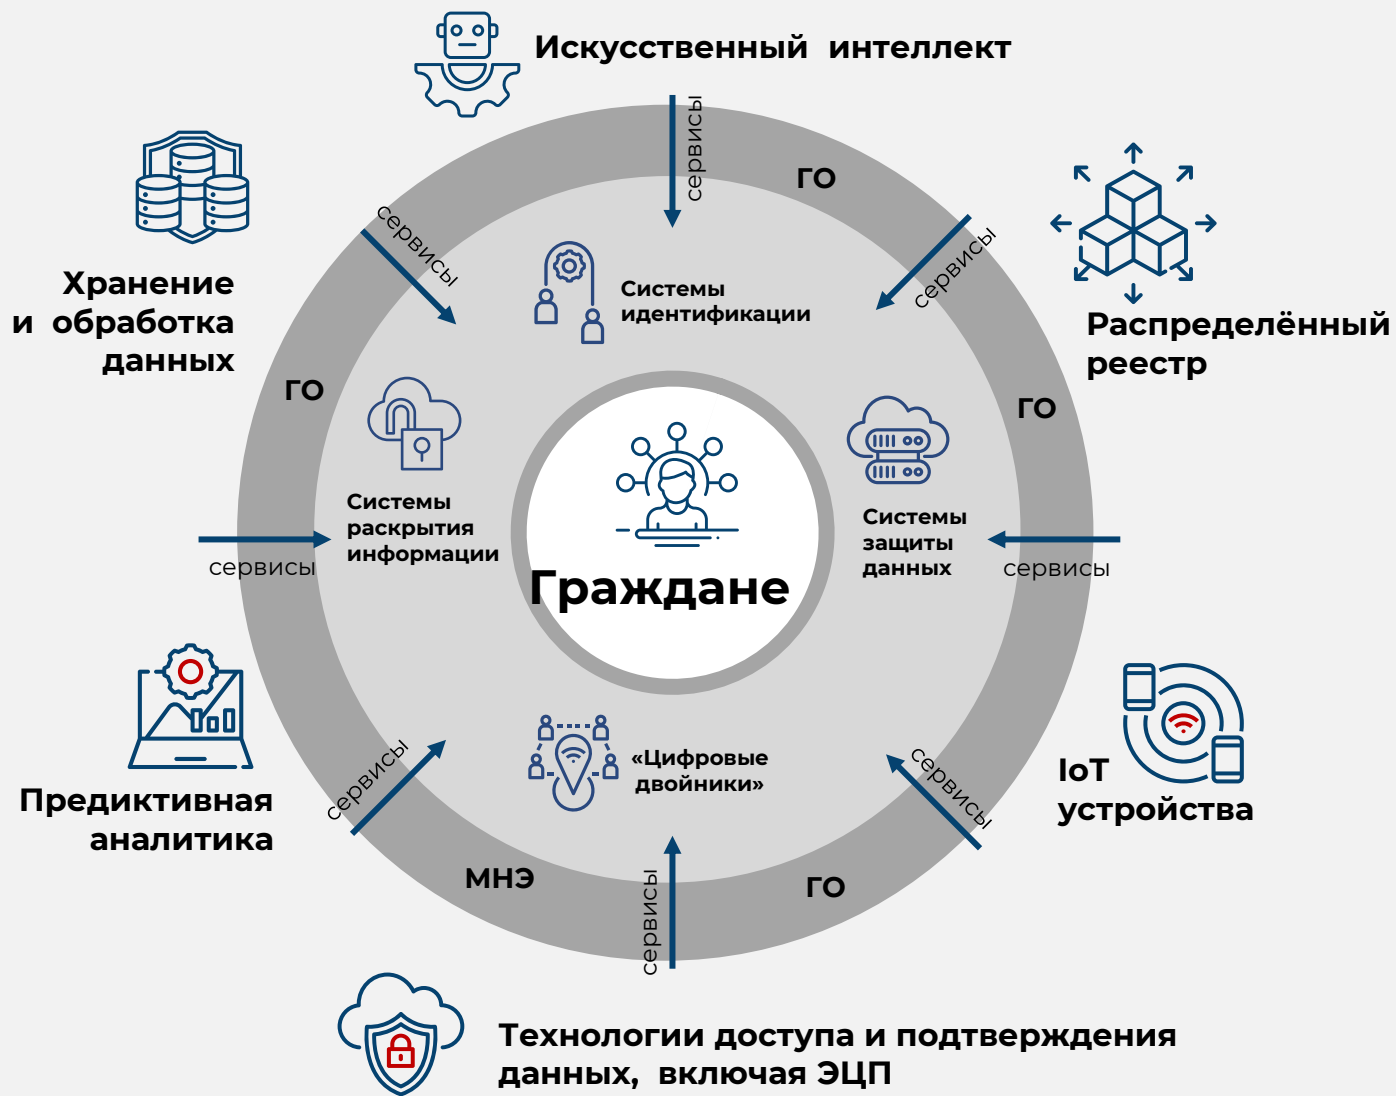 Искусственный интеллект
сервисы
ГО
Хранение
и обработка
данных
сервисы
сервисы
Распределённый
реестр
Системы
идентификации
ГО
ГО
Системы
раскрытия
информации
Системы
защиты
данных
сервисы
сервисы
Граждане
Предиктивная
аналитика
сервисы
«Цифровые
двойники»
сервисы
IoT
устройства
МНЭ
ГО
сервисы
Технологии доступа и подтверждения
данных, включая ЭЦП